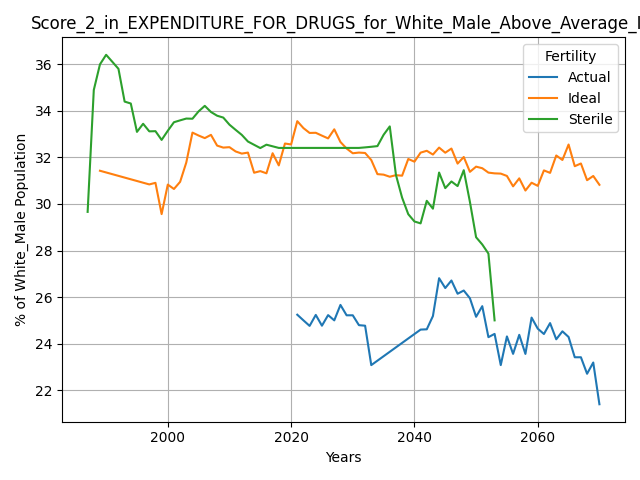 Score_2_in_EXPENDITURE_FOR_DRUGS_for_White_Male_Above_Average_I
Fertility
Actual
Ideal
Sterile
% of White_Male Population
36
34
32
30
28
26
24
22
2000
2020
2040
2060
Years